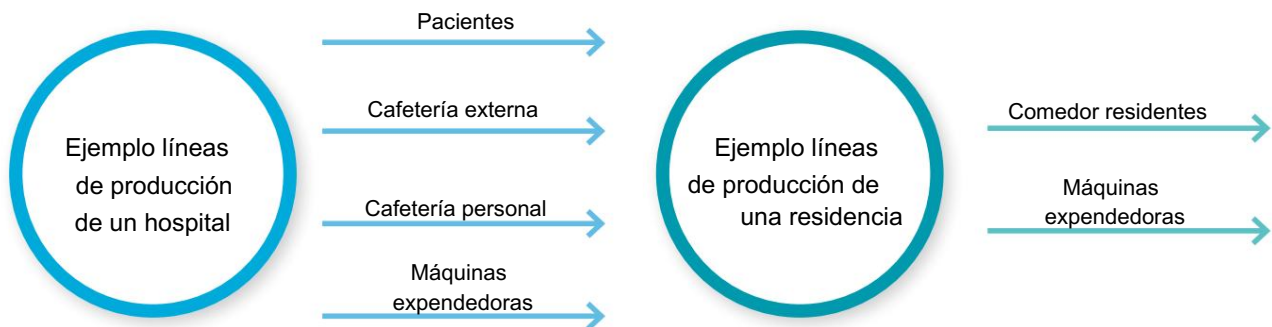 Ejemplo líneas
de producción
de un hospital
Pacientes
Cafetería externa
Cafetería personal
Máquinas
expendedoras
Ejemplo líneas
de producción de
una residencia
Comedor residentes
Máquinas
expendedoras